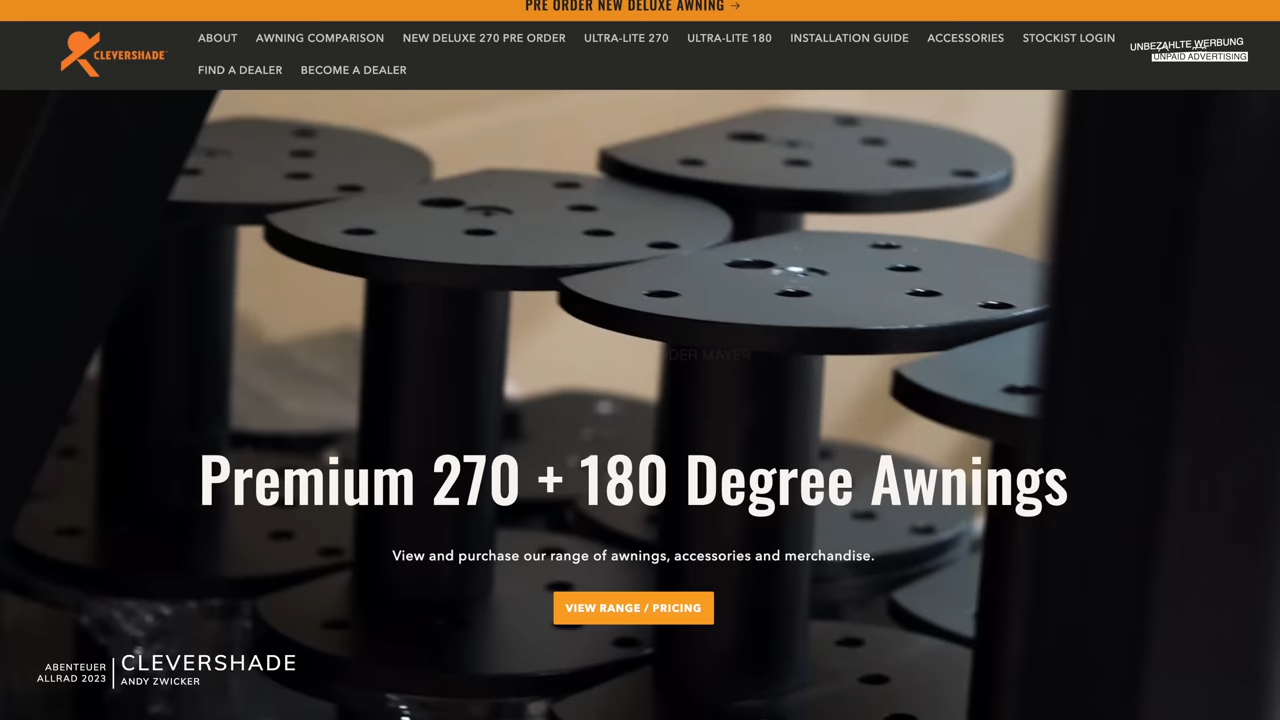 PRE ORDER NEW DELUXE AWNING →
CLEVERSHADE
ABOUT AWNING COMPARISON NEW DELUXE 270 PRE ORDER ULTRA-LITE 270 ULTRA-LITE 180 INSTALLATION GUIDE ACCESSORIES STOCKIST LOGIN
FIND A DEALER BECOME A DEALER
UNBEZAHLTE WERBUNG
UNPAID ADVERTISING
DER MAYER
Premium 270 + 180 Degree Awnings
View and purchase our range of awnings, accessories and merchandise.
VIEW RANGE / PRICING
ABENTEUER
ALLRAD 2023
CLEVERSHADE
ANDY ZWICKER